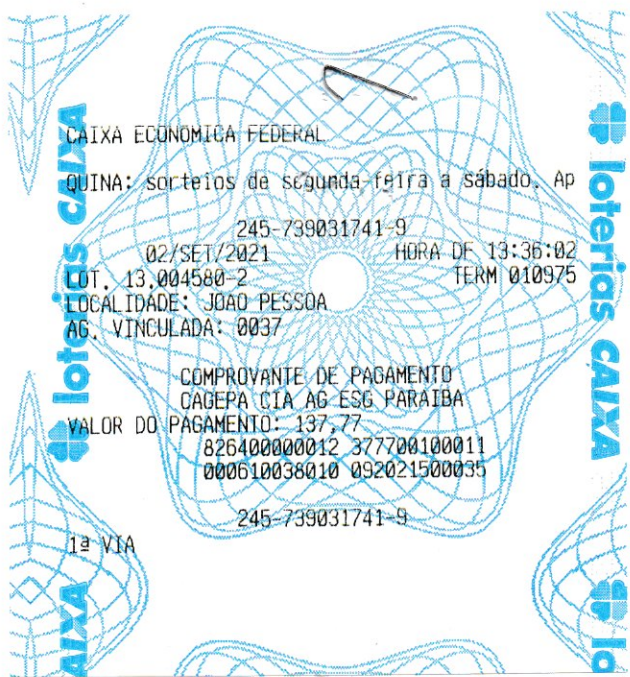 CAIXA ECONOMICA FEDERAL
QUINA: sorteios de segunda-feira a sábado. Ap
245-739031741-9
02/SET/2021 HORA DF 13:36:02
LOT. 13.004580-2 TERM 010975
LOCALIDADE: JOAO PESSOA
AG. VINCULADA: 0037
COMPROVANTE DE PAGAMENTO
CAGEPA CIA AG ESG PARAIBA
VALOR DO PAGAMENTO: 137,77
826400000012 377700100011
000610038010 092021500035
245-739031741-9
1ª VIA
loterias CAIXA
loterias CAIXA
AIXA
lo